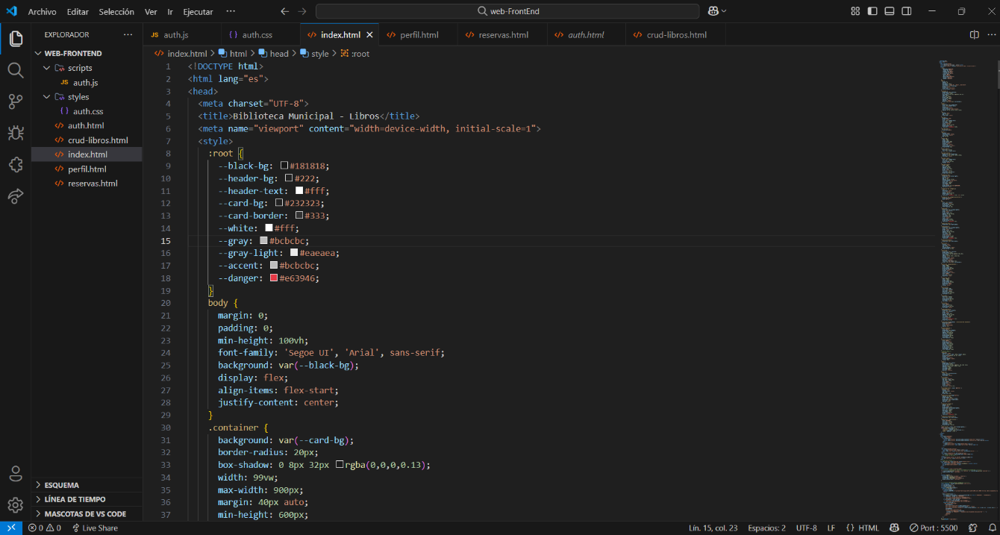 Archivo Editar Selección Ver Ir Ejecutar ··· web-FrontEnd
EXPLORADOR ···
WEB-FRONTEND
scripts
JS auth.js
styles
{ } auth.css
<> auth.html
<> crud-libros.html
<> index.html
<> perfil.html
<> reservas.html
ESQUEMA
LÍNEA DE TIEMPO
MASCOTAS DE VS CODE
JS auth.js { } auth.css <> index.html <> perfil.html <> reservas.html <> auth.html <> crud-libros.html
<> index.html > html > head > style > :root
1 <!DOCTYPE html>
2 <html lang="es">
3 <head>
4 <meta charset="UTF-8">
5 <title>Biblioteca Municipal - Libros</title>
6 <meta name="viewport" content="width=device-width, initial-scale=1">
7 <style>
8 :root {
9 --black-bg: #181818;
10 --header-bg: #222;
11 --header-text: #fff;
12 --card-bg: #232323;
13 --card-border: #333;
14 --white: #fff;
15 --gray: #bcbcbc;
16 --gray-light: #eaeaea;
17 --accent: #bcbcbc;
18 --danger: #e63946;
19 }
20 body {
21 margin: 0;
22 padding: 0;
23 min-height: 100vh;
24 font-family: 'Segoe UI', 'Arial', sans-serif;
25 background: var(--black-bg);
26 display: flex;
27 align-items: flex-start;
28 justify-content: center;
29 }
30 .container {
31 background: var(--card-bg);
32 border-radius: 20px;
33 box-shadow: 0 8px 32px rgba(0,0,0,0.13);
34 width: 99vw;
35 max-width: 900px;
36 margin: 40px auto;
37 min-height: 600px;
0 0 Live Share Lín. 15, col. 23 Espacios: 2 UTF-8 LF { } HTML Port : 5500